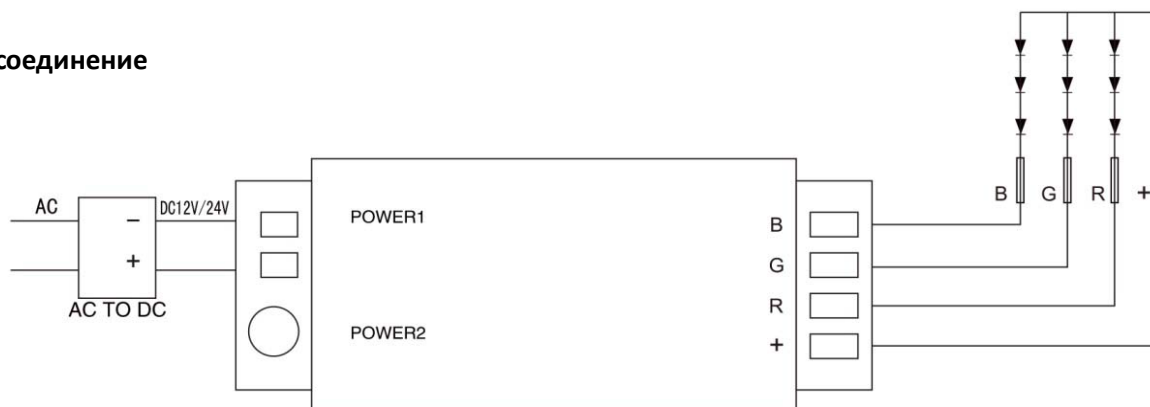 соединение
B G R +
AC
DC12V/24V
POWER1
B
−
G
+
AC TO DC
R
POWER2
+